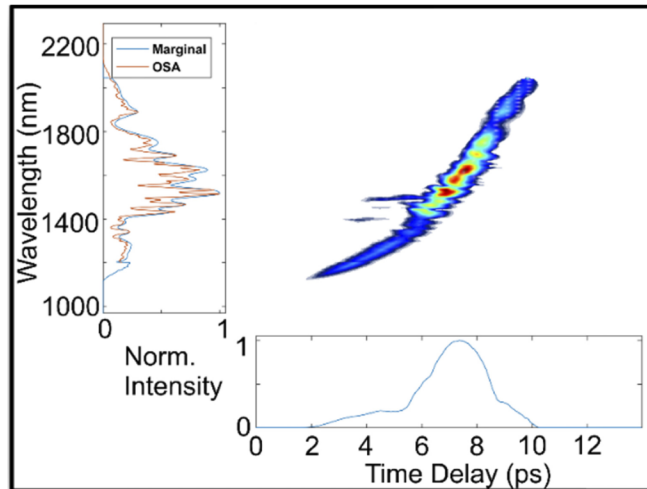 2200
Marginal
OSA
1800
1400
1000
Wavelength (nm)
0
1
Norm.
Intensity
1
0
0
2
4
6
8
10
12
Time Delay (ps)